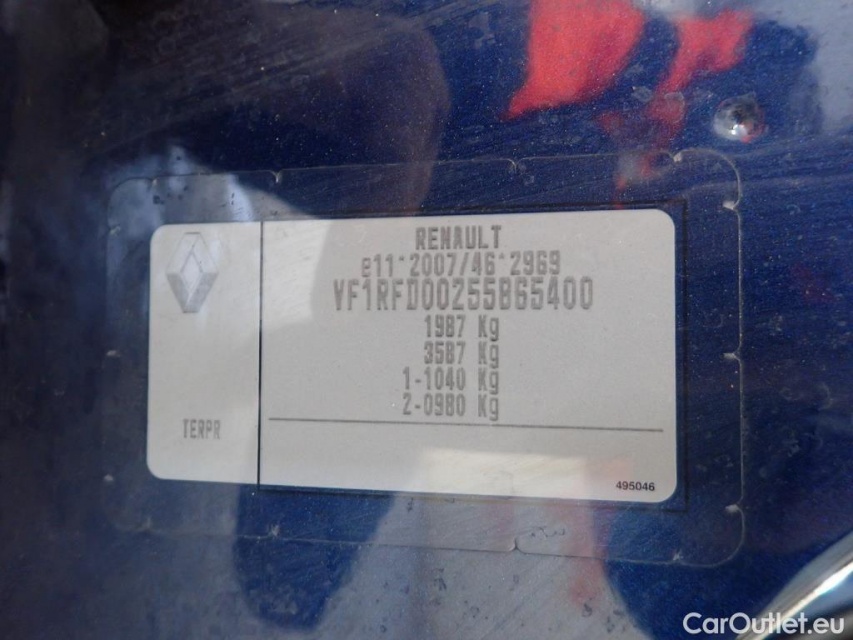 RENAULT
e11*2007/46*2969
VF1RFD00255865400
1987 Kg
3587 Kg
1-1040 Kg
2-0980 Kg
TERPR
495046
CarOutlet.eu